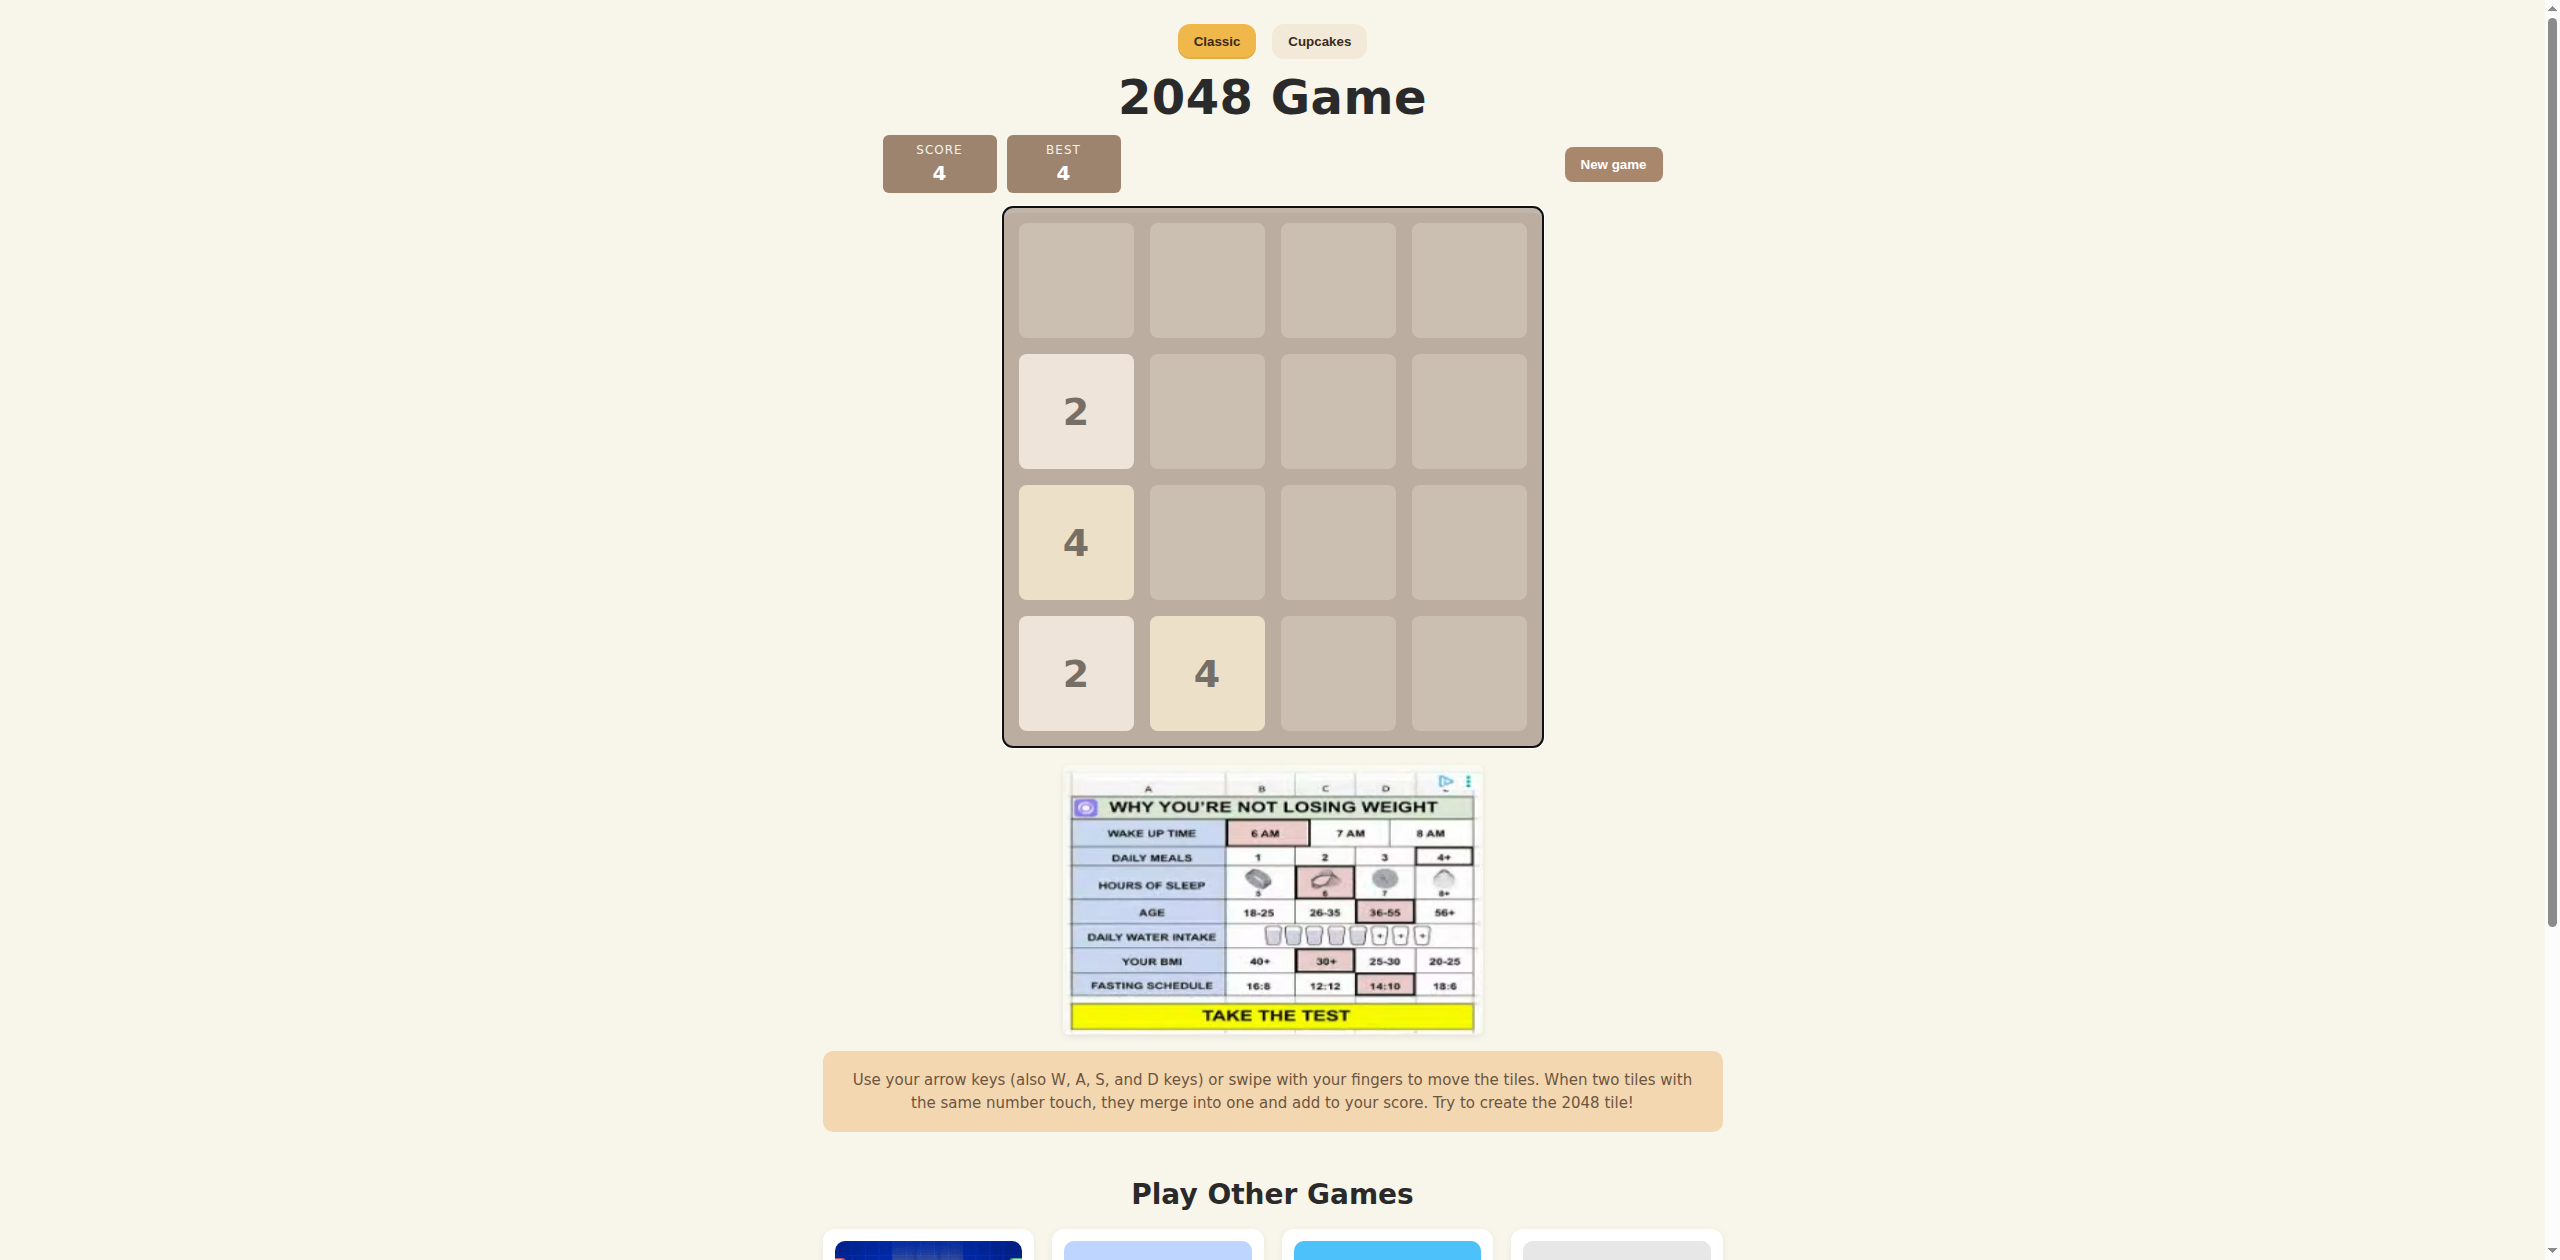 Classic Cupcakes
2048 Game
SCORE BEST
4 4
New game
2
4
2 4
A B C D
WHY YOU'RE NOT LOSING WEIGHT
WAKE UP TIME 6 AM 7 AM 8 AM
DAILY MEALS 1 2 3 4+
HOURS OF SLEEP 5 6 7 8+
AGE 18-25 26-35 36-55 56+
DAILY WATER INTAKE + + +
YOUR BMI 40+ 30+ 25-30 20-25
FASTING SCHEDULE 16:8 12:12 14:10 18:6
TAKE THE TEST
Use your arrow keys (also W, A, S, and D keys) or swipe with your fingers to move the tiles. When two tiles with
the same number touch, they merge into one and add to your score. Try to create the 2048 tile!
Play Other Games